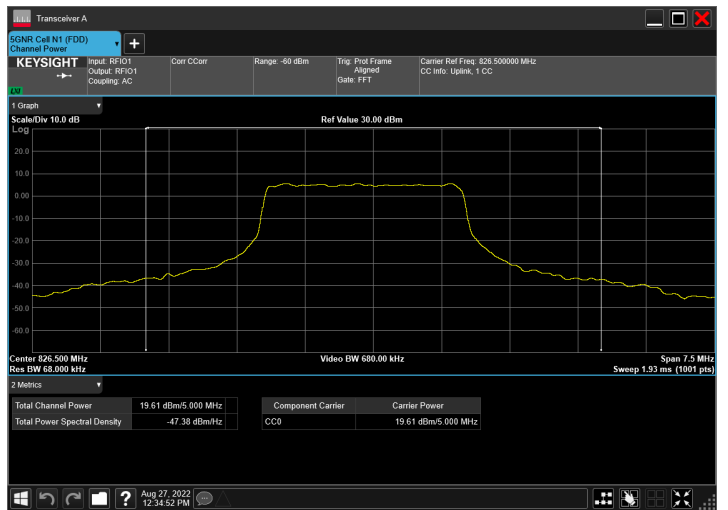 Transceiver A
5GNR Cell N1 (FDD)
Channel Power
KEYSIGHT
LXI
Input: RFIO1
Output: RFIO1
Coupling: AC
Corr CCorr
Range: -60 dBm
Trig: Prot Frame
Aligned
Gate: FFT
Carrier Ref Freq: 826.500000 MHz
CC Info: Uplink, 1 CC
1 Graph
Scale/Div 10.0 dB
Ref Value 30.00 dBm
Log
20.0
10.0
0.00
-10.0
-20.0
-30.0
-40.0
-50.0
-60.0
Center 826.500 MHz
Video BW 680.00 kHz
Span 7.5 MHz
Res BW 68.000 kHz
Sweep 1.93 ms (1001 pts)
2 Metrics
Total Channel Power 19.61 dBm/5.000 MHz
Total Power Spectral Density -47.38 dBm/Hz
Component Carrier Carrier Power
CC0 19.61 dBm/5.000 MHz
Aug 27, 2022
12:34:52 PM